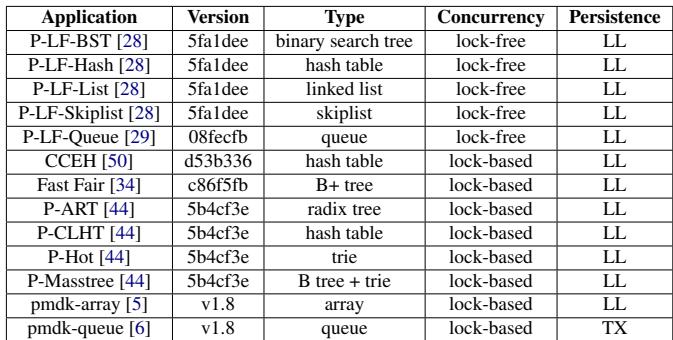 Application Version Type Concurrency Persistence
P-LF-BST [28] 5fa1dee binary search tree lock-free LL
P-LF-Hash [28] 5fa1dee hash table lock-free LL
P-LF-List [28] 5fa1dee linked list lock-free LL
P-LF-Skiplist [28] 5fa1dee skiplist lock-free LL
P-LF-Queue [29] 08fecfb queue lock-free LL
CCEH [50] d53b336 hash table lock-based LL
Fast Fair [34] c86f5fb B+ tree lock-based LL
P-ART [44] 5b4cf3e radix tree lock-based LL
P-CLHT [44] 5b4cf3e hash table lock-based LL
P-Hot [44] 5b4cf3e trie lock-based LL
P-Masstree [44] 5b4cf3e B tree + trie lock-based LL
pmdk-array [5] v1.8 array lock-based LL
pmdk-queue [6] v1.8 queue lock-based TX